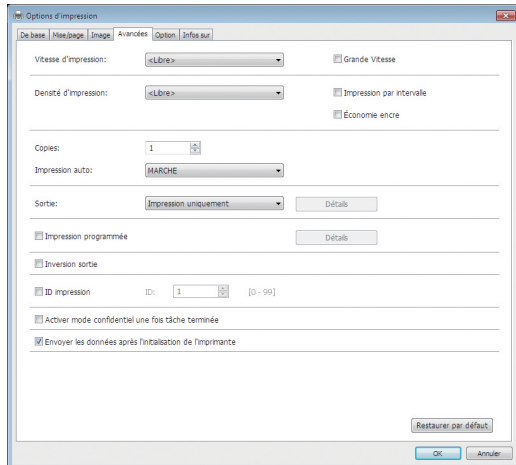 Options d'impression
De base Mise/page Image Avancées Option Infos sur
Vitesse d'impression: <Libre> Grande Vitesse
Densité d'impression: <Libre> Impression par intervalle
Économie encre
Copies: 1
Impression auto: MARCHE
Sortie: Impression uniquement Détails
Impression programmée Détails
Inversion sortie
ID impression ID: 1 [0 - 99]
Activer mode confidentiel une fois tâche terminée
Envoyer les données après l'initialisation de l'imprimante
Restaurer par défaut
OK Annuler